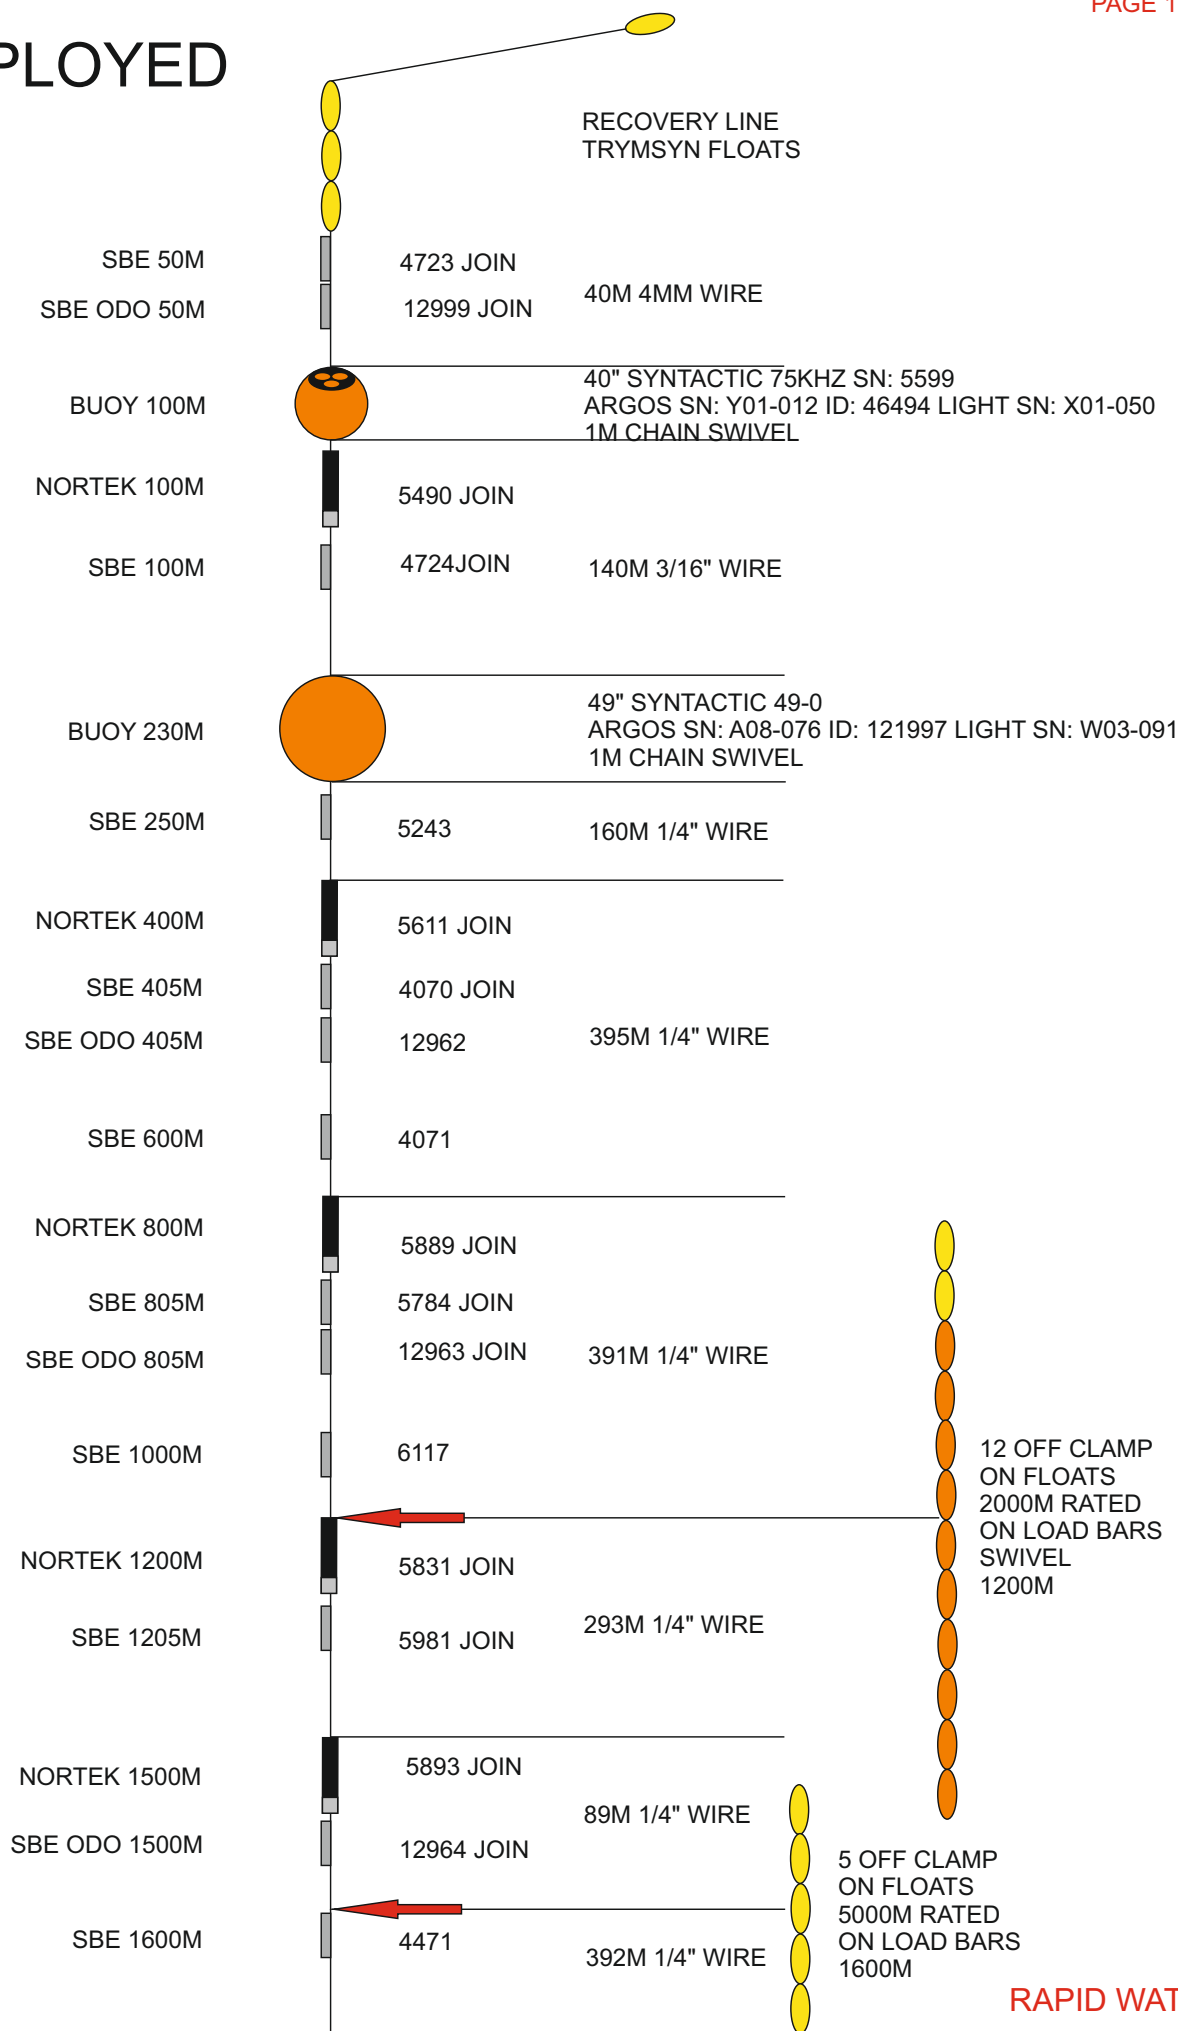 PAGE 1
PLOYED
RECOVERY LINE
TRYMSYN FLOATS
SBE 50M
4723 JOIN
40M 4MM WIRE
SBE ODO 50M
12999 JOIN
BUOY 100M
40" SYNTACTIC 75KHZ SN: 5599
ARGOS SN: Y01-012 ID: 46494 LIGHT SN: X01-050
1M CHAIN SWIVEL
NORTEK 100M
5490 JOIN
SBE 100M
4724JOIN
140M 3/16" WIRE
BUOY 230M
49" SYNTACTIC 49-0
ARGOS SN: A08-076 ID: 121997 LIGHT SN: W03-091
1M CHAIN SWIVEL
SBE 250M
5243
160M 1/4" WIRE
NORTEK 400M
5611 JOIN
SBE 405M
4070 JOIN
SBE ODO 405M
12962
395M 1/4" WIRE
SBE 600M
4071
NORTEK 800M
5889 JOIN
SBE 805M
5784 JOIN
SBE ODO 805M
12963 JOIN
391M 1/4" WIRE
SBE 1000M
6117
12 OFF CLAMP
ON FLOATS
2000M RATED
ON LOAD BARS
SWIVEL
1200M
NORTEK 1200M
5831 JOIN
SBE 1205M
5981 JOIN
293M 1/4" WIRE
NORTEK 1500M
5893 JOIN
89M 1/4" WIRE
SBE ODO 1500M
12964 JOIN
5 OFF CLAMP
ON FLOATS
5000M RATED
ON LOAD BARS
1600M
SBE 1600M
4471
392M 1/4" WIRE
RAPID WAT